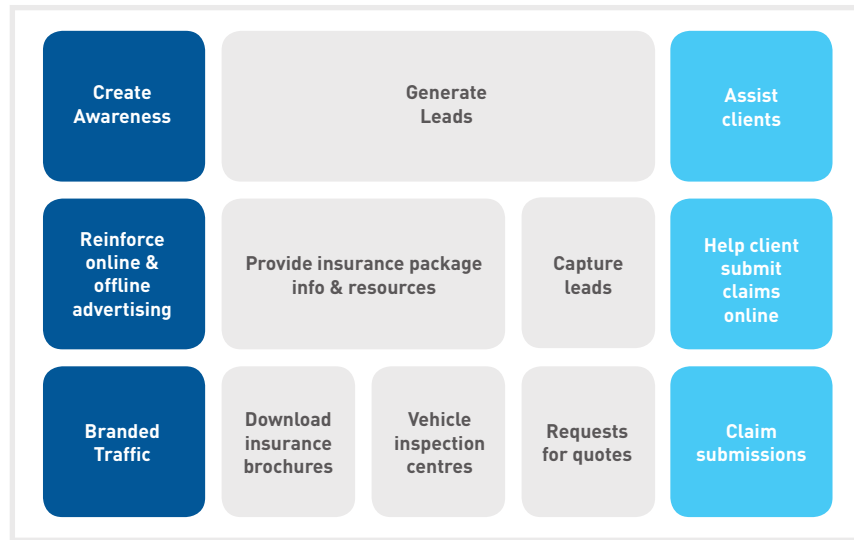 Create
Awareness
Generate
Leads
Assist
clients
Reinforce
online &
offline
advertising
Provide insurance package
info & resources
Capture
leads
Help client
submit
claims
online
Branded
Traffic
Download
insurance
brochures
Vehicle
inspection
centres
Requests
for quotes
Claim
submissions